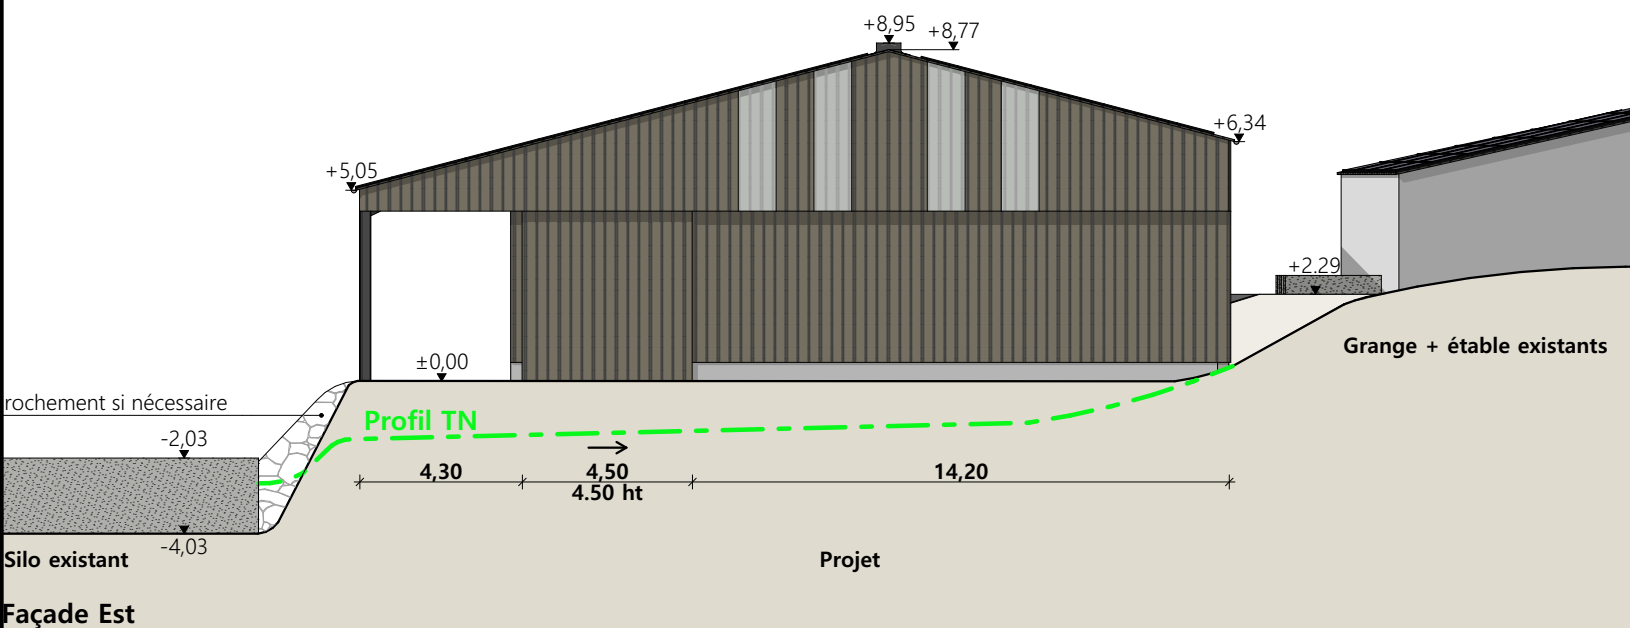 +8,95
+8,77
+6,34
+5,05
+2.29
Grange + étable existants
±0,00
rochement si nécessaire
Profil TN
-2,03
4,30
4,50
14,20
4.50 ht
-4,03
Silo existant
Projet
Façade Est